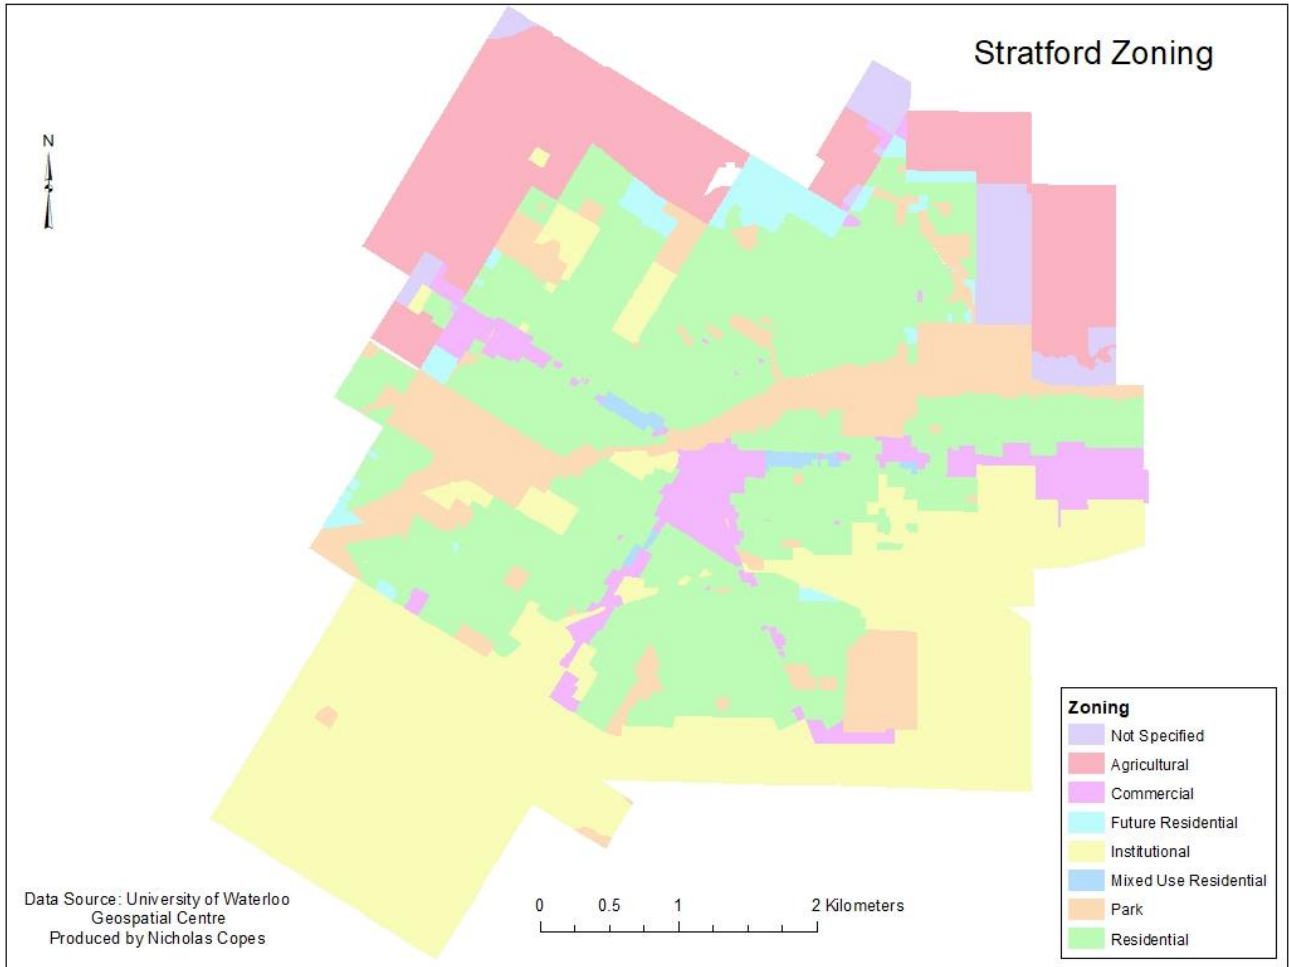 Stratford Zoning
N
Zoning
Not Specified
Agricultural
Commercial
Future Residential
Institutional
Mixed Use Residential
Park
Residential
Data Source: University of Waterloo
Geospatial Centre
Produced by Nicholas Copes
0 0.5 1 2 Kilometers